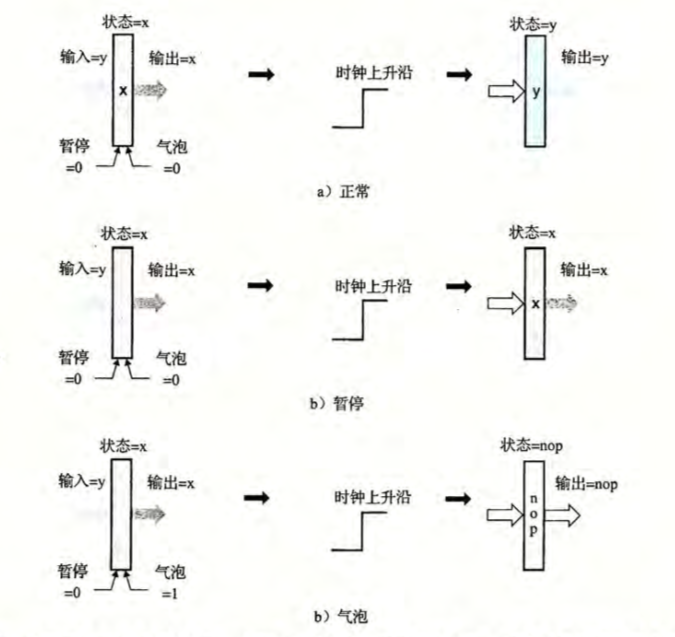 状态=x
状态=y
输入=y
输出=x
时钟上升沿
输出=y
x
y
暂停
=0
气泡
=0
a）正常
状态=x
状态=x
输入=y
输出=x
时钟上升沿
输出=x
x
暂停
=0
气泡
=0
b）暂停
状态=x
状态=nop
输入=y
输出=x
时钟上升沿
输出=nop
n
o
p
暂停
=0
气泡
=1
b）气泡